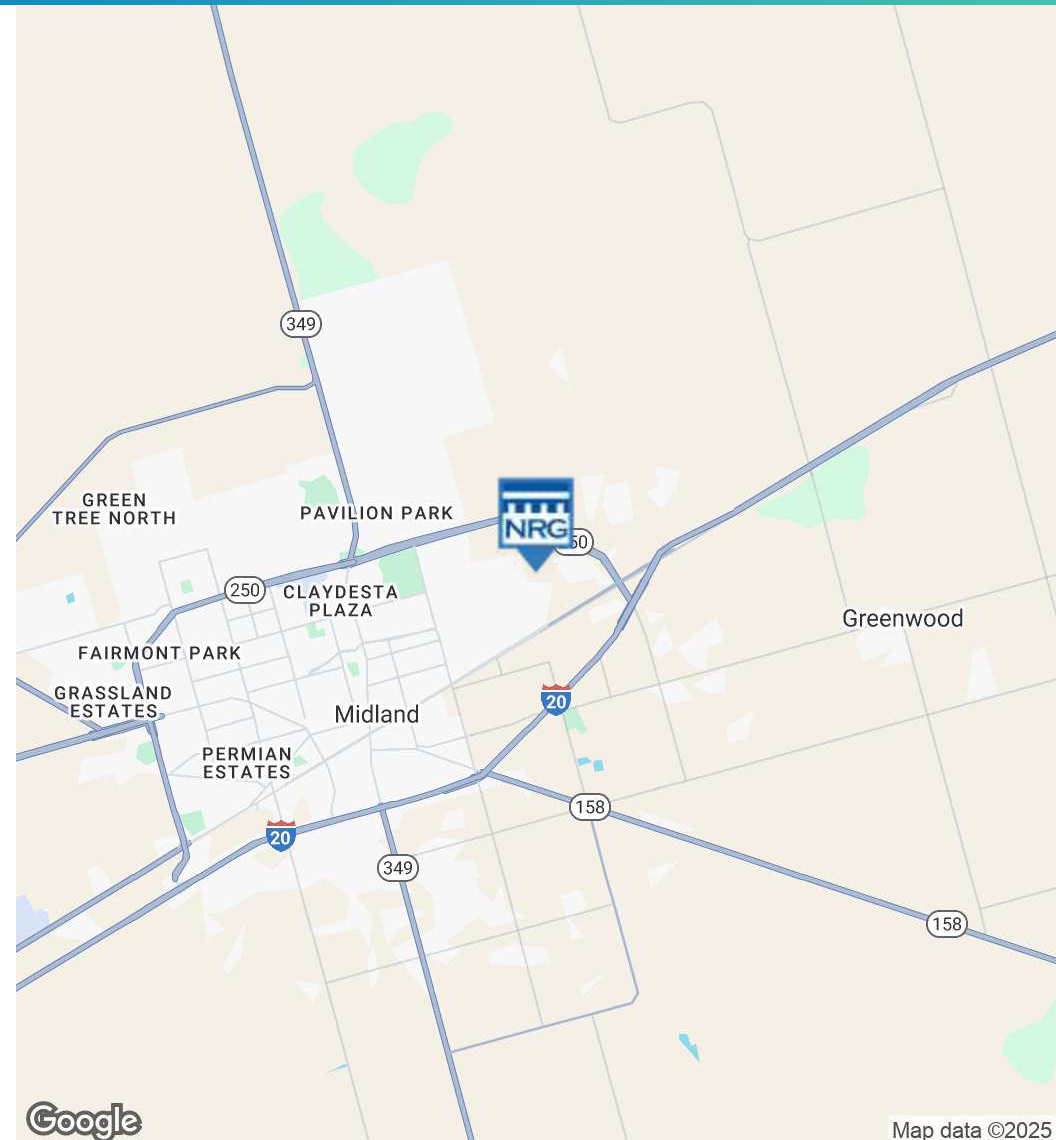 349
GREEN
TREE NORTH
PAVILION PARK
NRG
50
250
CLAYDESTA
PLAZA
Greenwood
FAIRMONT PARK
GRASSLAND
ESTATES
20
Midland
PERMIAN
ESTATES
158
20
349
158
Google
Map data ©2025